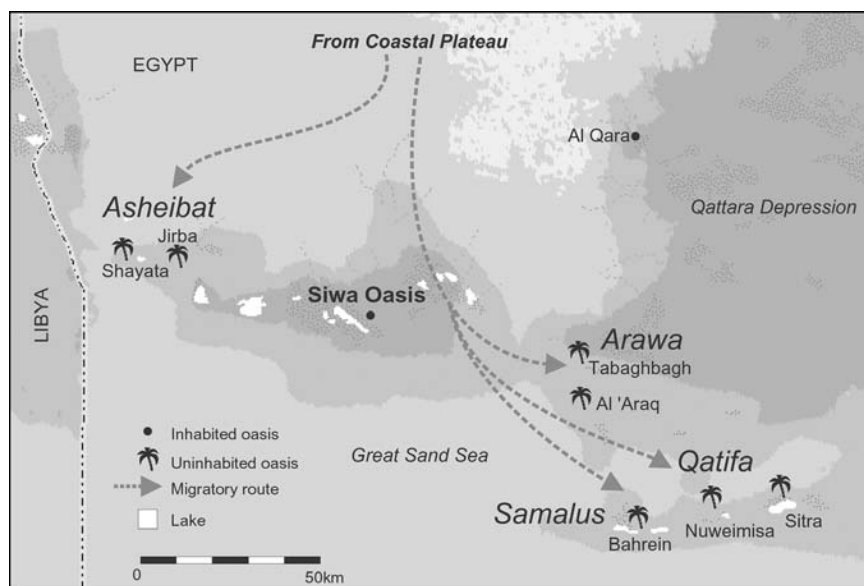 From Coastal Plateau
EGYPT
Al Qara
Qattara Depression
Asheibat
Jirba
Shayata
Siwa Oasis
LIBYA
Arawa
Tabaghbagh
Al 'Araq
Inhabited oasis
Uninhabited oasis
Migratory route
Lake
Great Sand Sea
Qatifa
Samalus
Bahrein
Nuweimisa
Sitra
0
50km